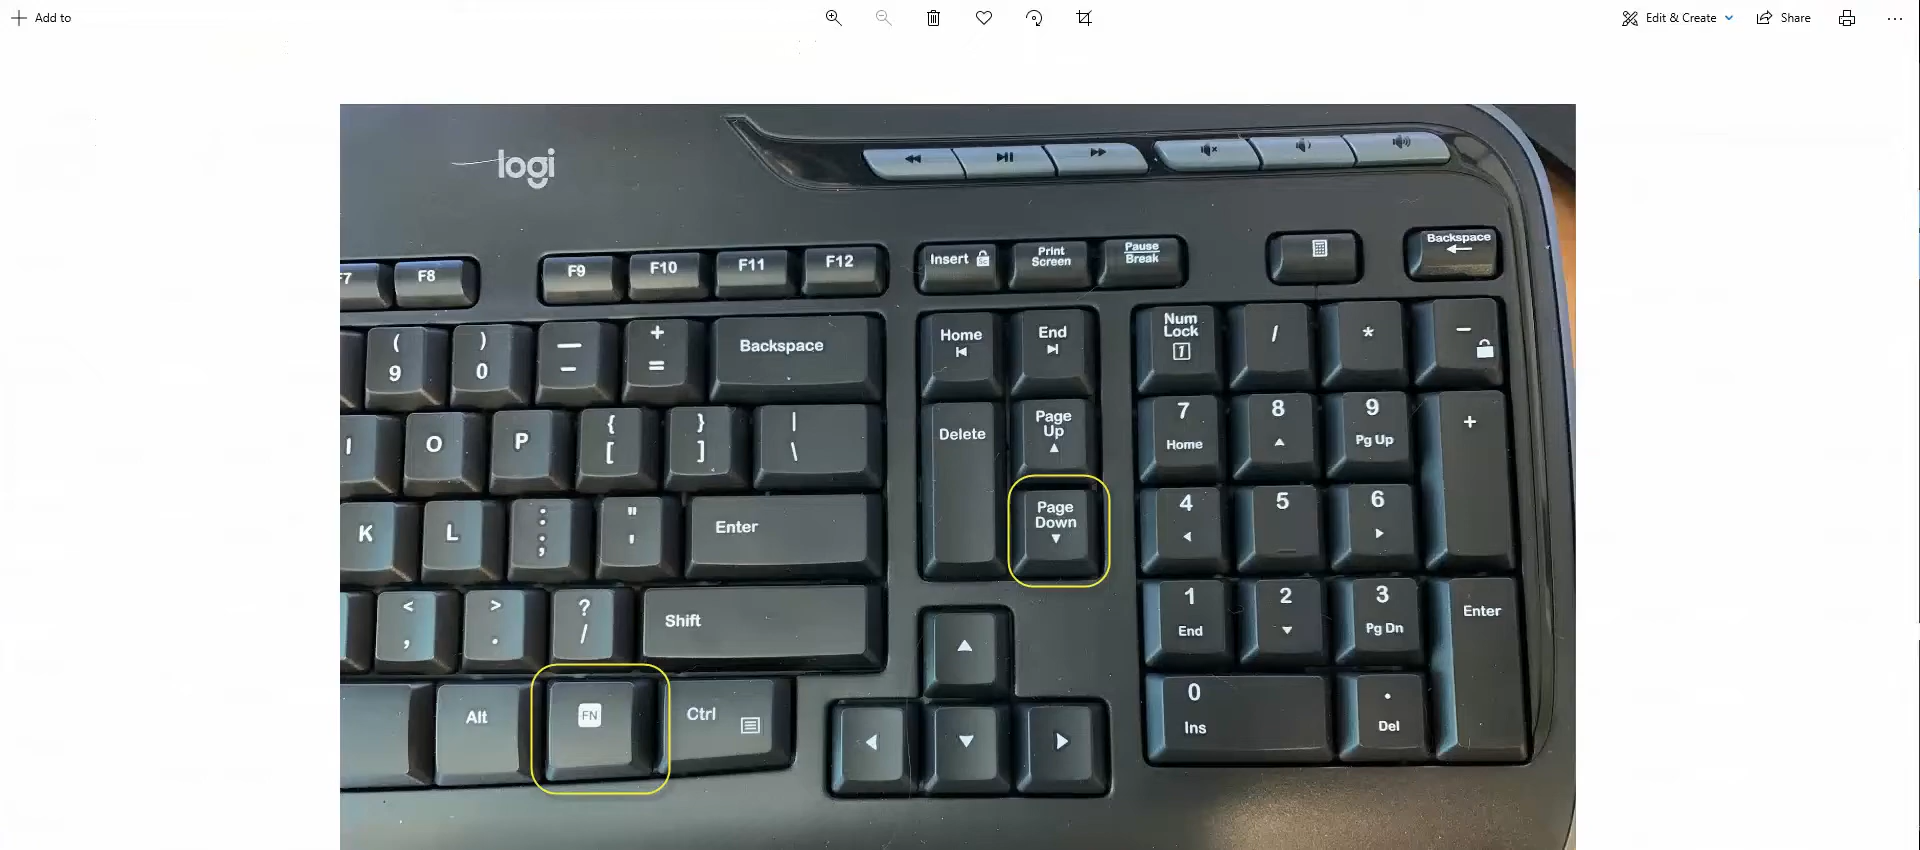 Add to
Edit & Create
Share
logi
F7
F8
F9
F10
F11
F12
Insert
Print
Screen
Pause
Break
Backspace
(
9
)
0
—
-
+
=
Backspace
Home
End
Num
Lock
1
/
*
-
I
O
P
{
[
}
]
|
\
Delete
Page
Up
7
Home
8
9
Pg Up
+
K
L
:
;
"
'
Enter
Page
Down
4
5
6
<
,
>
.
?
/
Shift
1
End
2
3
Pg Dn
Enter
Alt
FN
Ctrl
0
Ins
.
Del